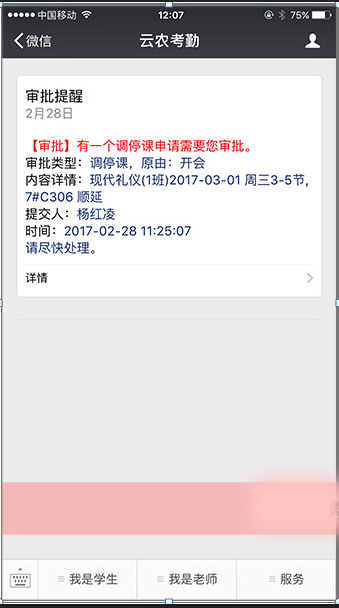 中国移动 12:07 75%
微信 云农考勤
审批提醒
2月28日
【审批】有一个调停课申请需要您审批。
审批类型：调停课，原由：开会
内容详情：现代礼仪(1班)2017-03-01 周三3-5节,
7#C306 顺延
提交人：杨红凌
时间：2017-02-28 11:25:07
请尽快处理。
详情
我是学生 我是老师 服务